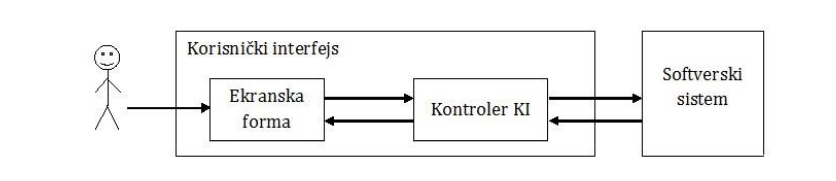 Korisnički interfejs
Ekranska
forma
Kontroler KI
Softverski
sistem